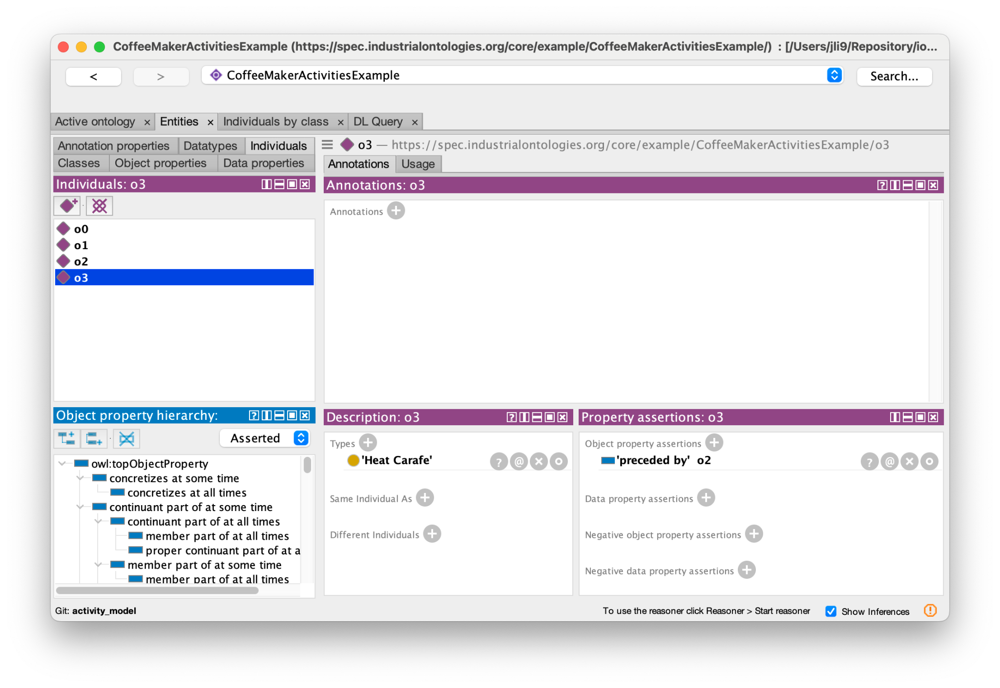 CoffeeMakerActivitiesExample (https://spec.industrialontologies.org/core/example/CoffeeMakerActivitiesExample/) : [/Users/jli9/Repository/io...
< > CoffeeMakerActivitiesExample Search...
Active ontology × Entities × Individuals by class × DL Query ×
Annotation properties Datatypes Individuals
Classes Object properties Data properties
Individuals: o3
o0
o1
o2
o3
Object property hierarchy:
Asserted
owl:topObjectProperty
concretizes at some time
concretizes at all times
continuant part of at some time
continuant part of at all times
member part of at all times
proper continuant part of at a
member part of at some time
member part of at all times
o3 — https://spec.industrialontologies.org/core/example/CoffeeMakerActivitiesExample/o3
Annotations Usage
Annotations: o3
Annotations
Description: o3
Types
'Heat Carafe'
Same Individual As
Different Individuals
Property assertions: o3
Object property assertions
'preceded by' o2
Data property assertions
Negative object property assertions
Negative data property assertions
Git: activity_model
To use the reasoner click Reasoner > Start reasoner Show Inferences